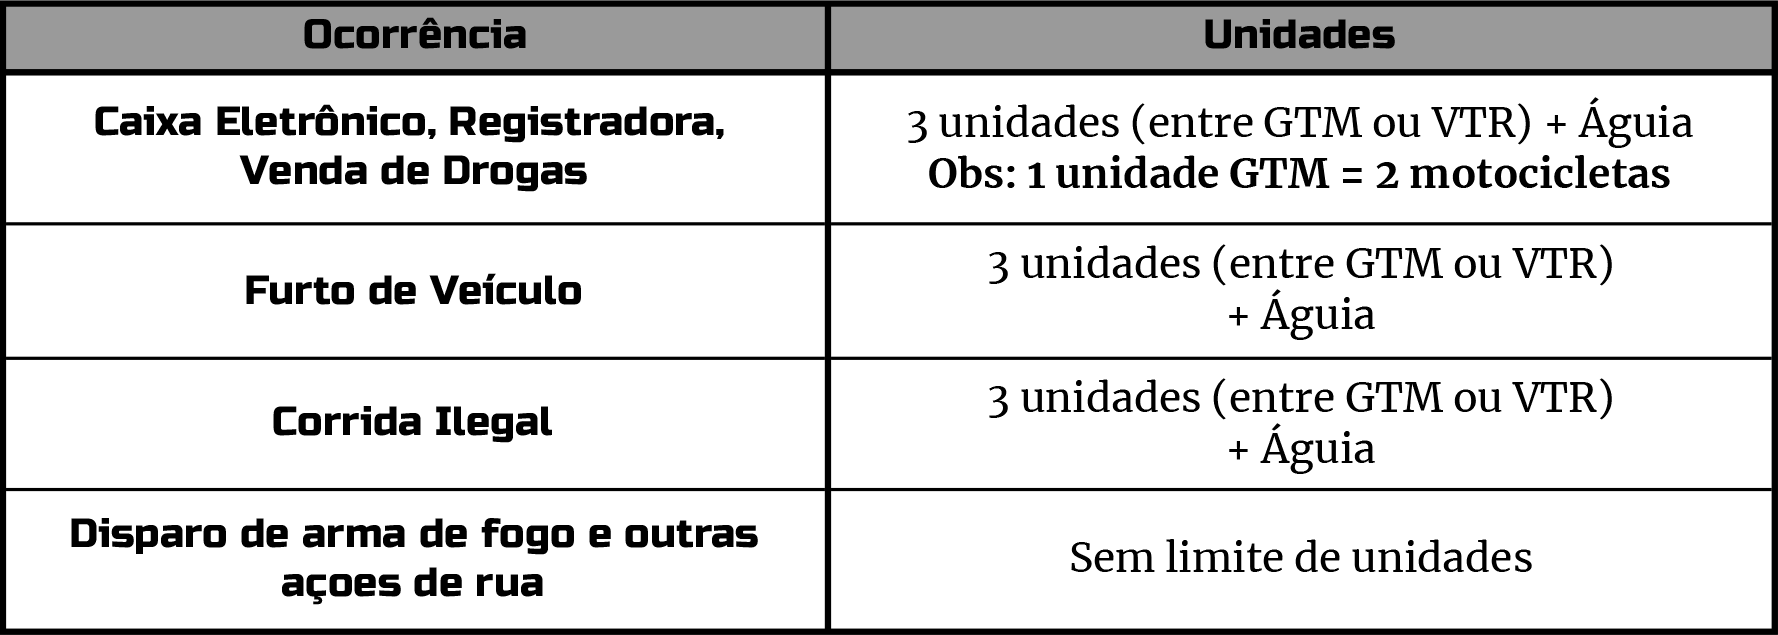 Ocorrência
Unidades
Caixa Eletrônico, Registradora,
Venda de Drogas
3 unidades (entre GTM ou VTR) + Águia
Obs: 1 unidade GTM = 2 motocicletas
Furto de Veículo
3 unidades (entre GTM ou VTR)
+ Águia
Corrida Ilegal
3 unidades (entre GTM ou VTR)
+ Águia
Disparo de arma de fogo e outras
açoes de rua
Sem limite de unidades